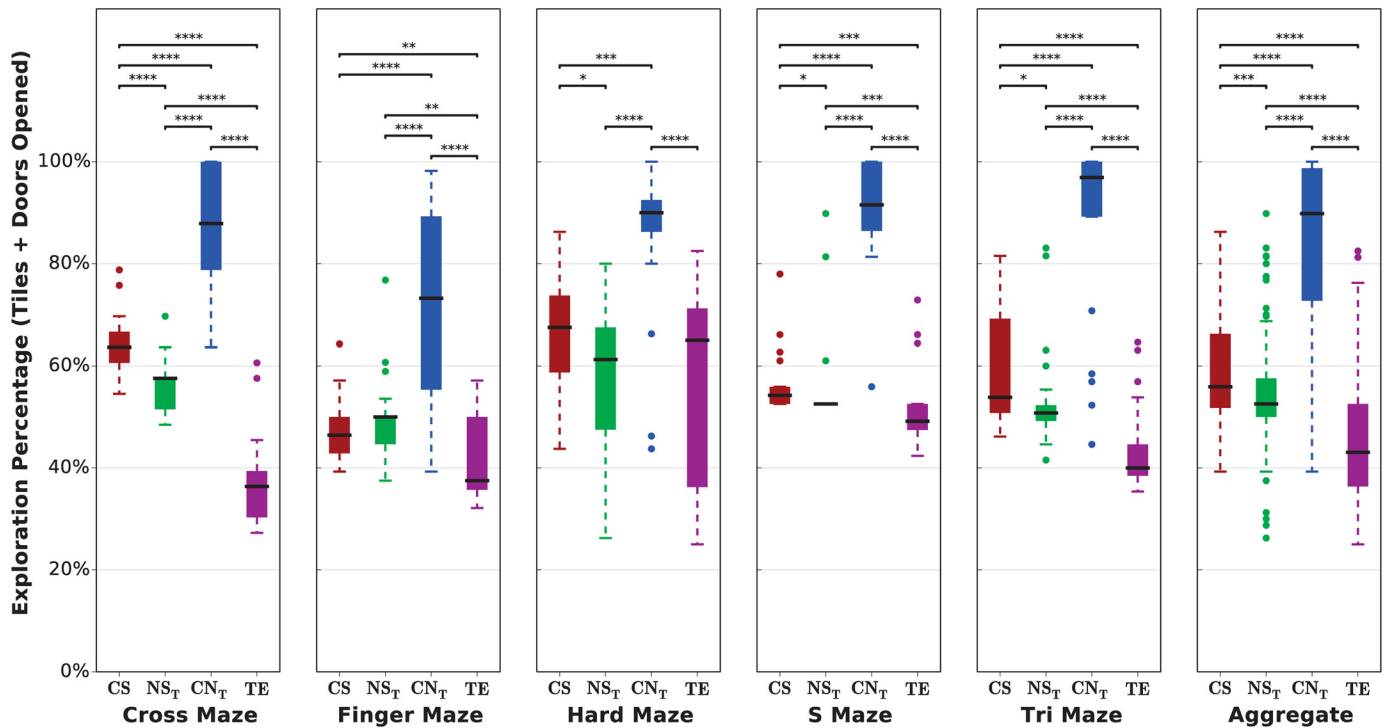 Exploration Percentage (Tiles + Doors Opened)
100%
80%
60%
40%
20%
0%
**** **** **** **** **** ****
CS NS_T CN_T TE
Cross Maze
** **** ** **** ****
CS NS_T CN_T TE
Finger Maze
*** * **** ****
CS NS_T CN_T TE
Hard Maze
*** **** * *** **** ****
CS NS_T CN_T TE
S Maze
**** **** * **** **** ****
CS NS_T CN_T TE
Tri Maze
**** **** *** **** **** ****
CS NS_T CN_T TE
Aggregate